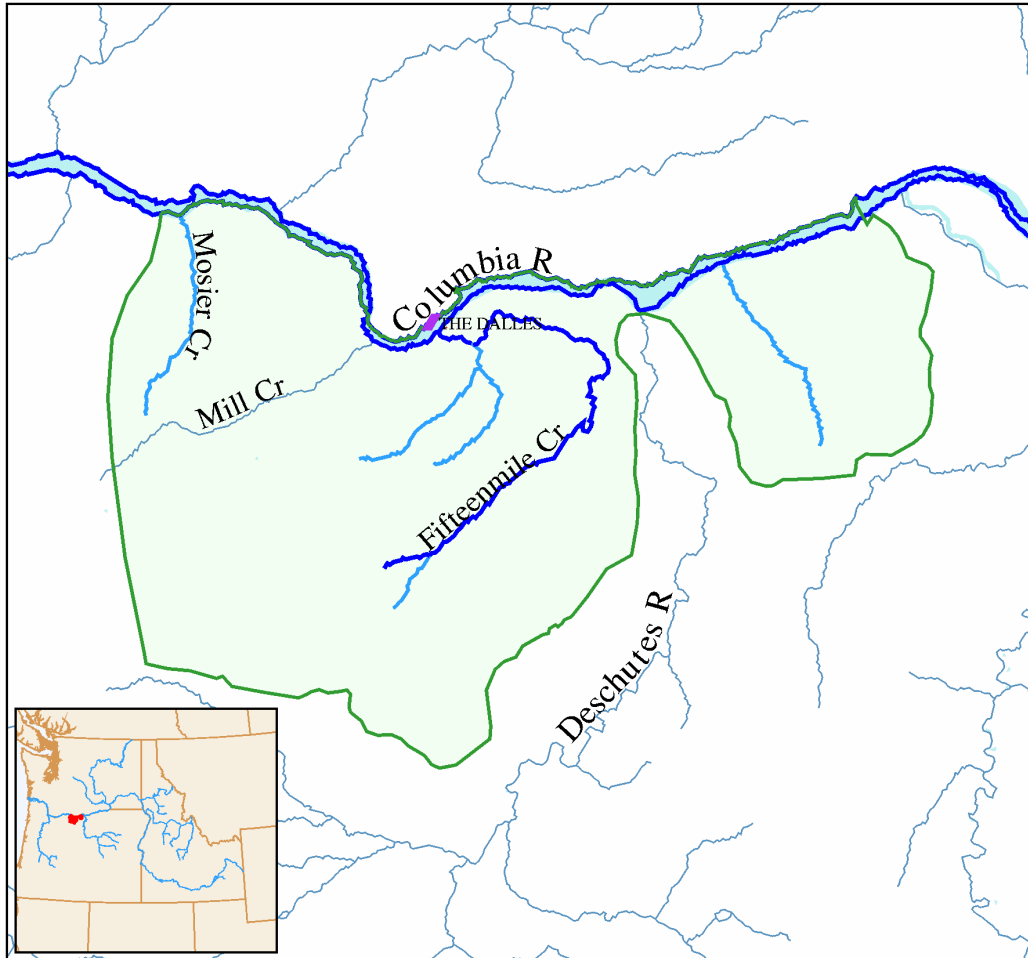 Mosier Cr
Columbia R
THE DALLES
Mill Cr
Fifteenmile Cr
Deschutes R